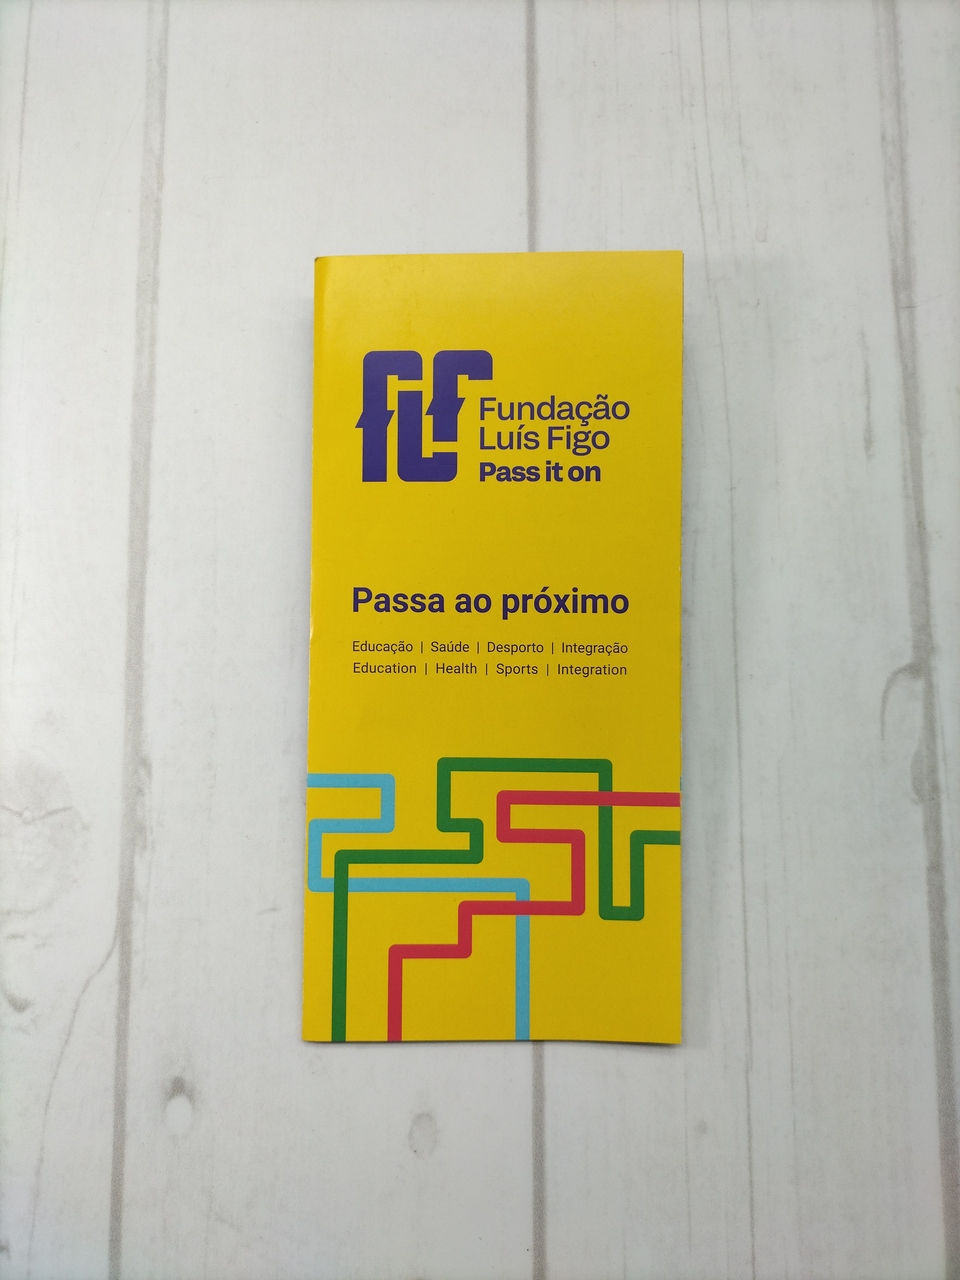 FLF
Fundação
Luís Figo
Pass it on
Passa ao próximo
Educação | Saúde | Desporto | Integração
Education | Health | Sports | Integration